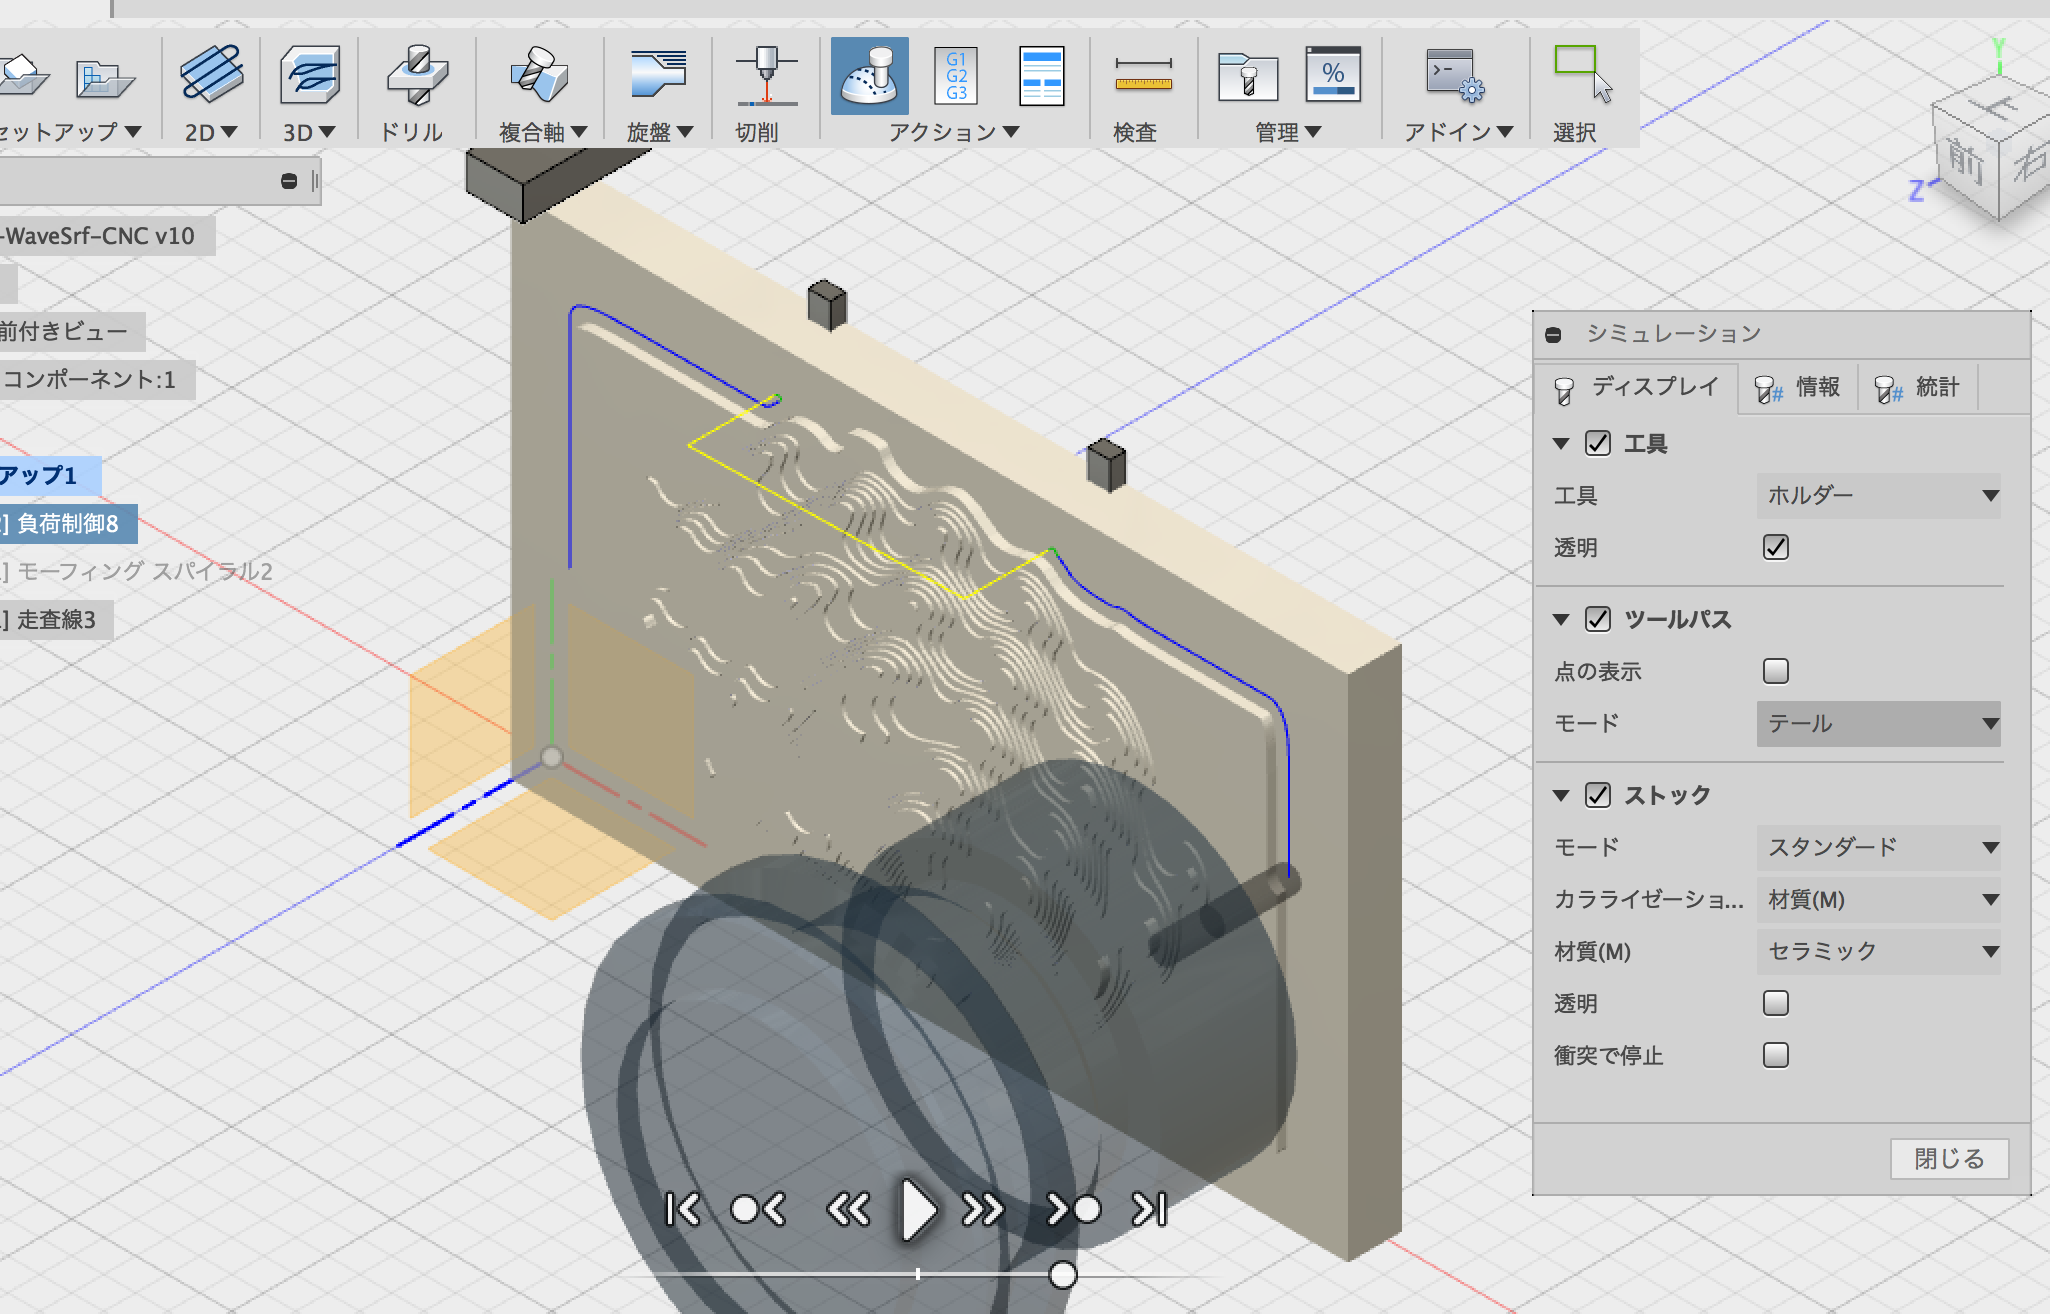 セットアップ
2D
3D
ドリル
複合軸
旋盤
切削
G1
G2
G3
アクション
検査
%
管理
アドイン
選択
Y
Z
上
前
右
-WaveSrf-CNC v10
前付きビュー
コンポーネント:1
アップ1
] 負荷制御8
] モーフィング スパイラル2
] 走査線3
シミュレーション
ディスプレイ
# 情報
# 統計
工具
工具 ホルダー
透明
ツールパス
点の表示
モード テール
ストック
モード スタンダード
カラライゼーショ... 材質(M)
材質(M) セラミック
透明
衝突で停止
閉じる